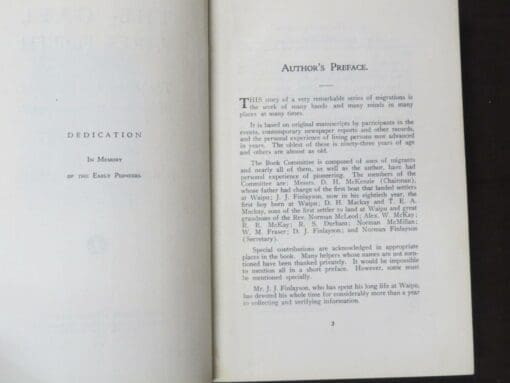 DEDICATION
IN MEMORY
OF THE EARLY PIONEERS.
AUTHOR'S PREFACE.
THIS story of a very remarkable series of migrations is
the work of many hands and many minds in many
places at many times.
It is based on original manuscripts by participants in the
events, contemporary newspaper reports and other records,
and the personal experience of living persons now advanced
in years. The oldest of these is ninety-three years of age
and others are almost as old.
The Book Committee is composed of sons of migrants
and nearly all of them, as well as the author, have had
personal experience of pioneering. The members of the
Committee are: Messrs. D. H. McKenzie (Chairman),
whose father had charge of the first boat that landed settlers
at Waipu; J. J. Finlayson, now in his eightieth year, the
first boy born at Waipu; D. H. Mackay and T. E. A.
Mackay, sons of the first settler to land at Waipu and great
grandsons of the Rev. Norman McLeod; Alex. W. McKay;
R. E. McKay; R. S. Durham; Norman McMillan;
W. M. Fraser; D. J. Finlayson; and Norman Finlayson
(Secretary).
Special contributions are acknowledged in appropriate
places in the book. Many helpers whose names are not men-
tioned have been thanked privately. It would be impossible
to mention all in a short preface. However, some must
be mentioned specially.
Mr. J. J. Finlayson, who has spent his long life at Waipu,
has devoted his whole time for considerably more than a year
to collecting and verifying information.
3